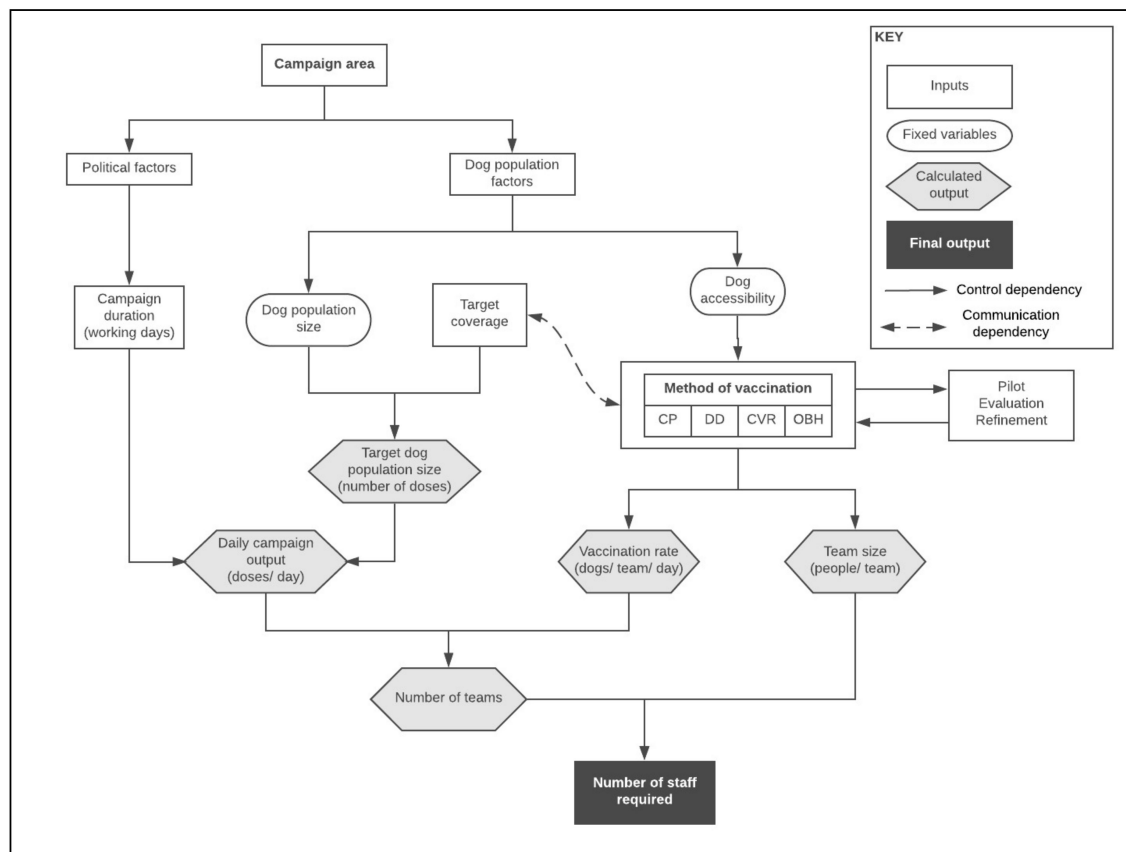 Campaign area
Political factors
Dog population
factors
Campaign
duration
(working days)
Dog population
size
Target
coverage
Dog
accessibility
Method of vaccination
CP DD CVR OBH
Pilot
Evaluation
Refinement
Target dog
population size
(number of doses)
Daily campaign
output
(doses/ day)
Vaccination rate
(dogs/ team/ day)
Team size
(people/ team)
Number of teams
Number of staff
required
KEY
Inputs
Fixed variables
Calculated
output
Final output
Control dependency
Communication
dependency